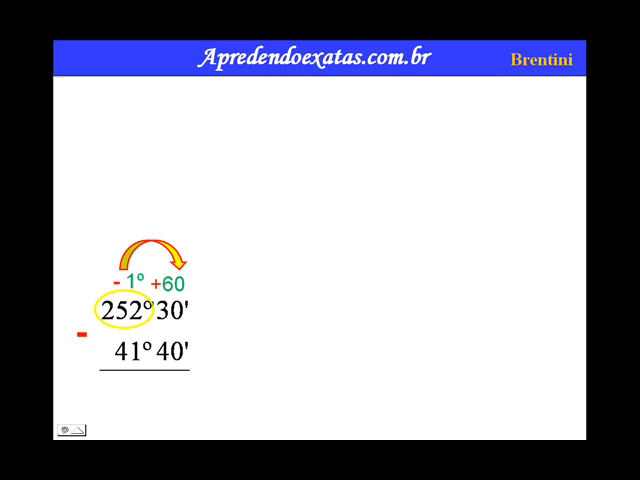 Apredendoexatas.com.br
Brentini
- 1º +60
252º 30'
-
41º 40'